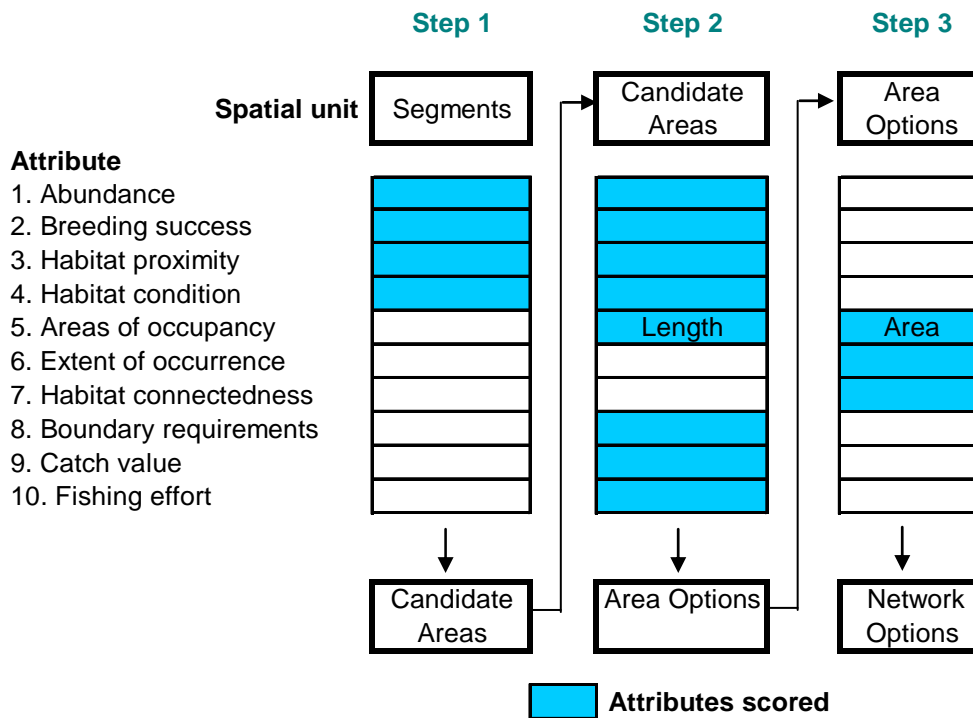 Step 1 Step 2 Step 3
Spatial unit Segments Candidate Areas Area Options
Attribute
1. Abundance
2. Breeding success
3. Habitat proximity
4. Habitat condition
5. Areas of occupancy Length Area
6. Extent of occurrence
7. Habitat connectedness
8. Boundary requirements
9. Catch value
10. Fishing effort
Candidate Areas
Area Options
Network Options
Attributes scored